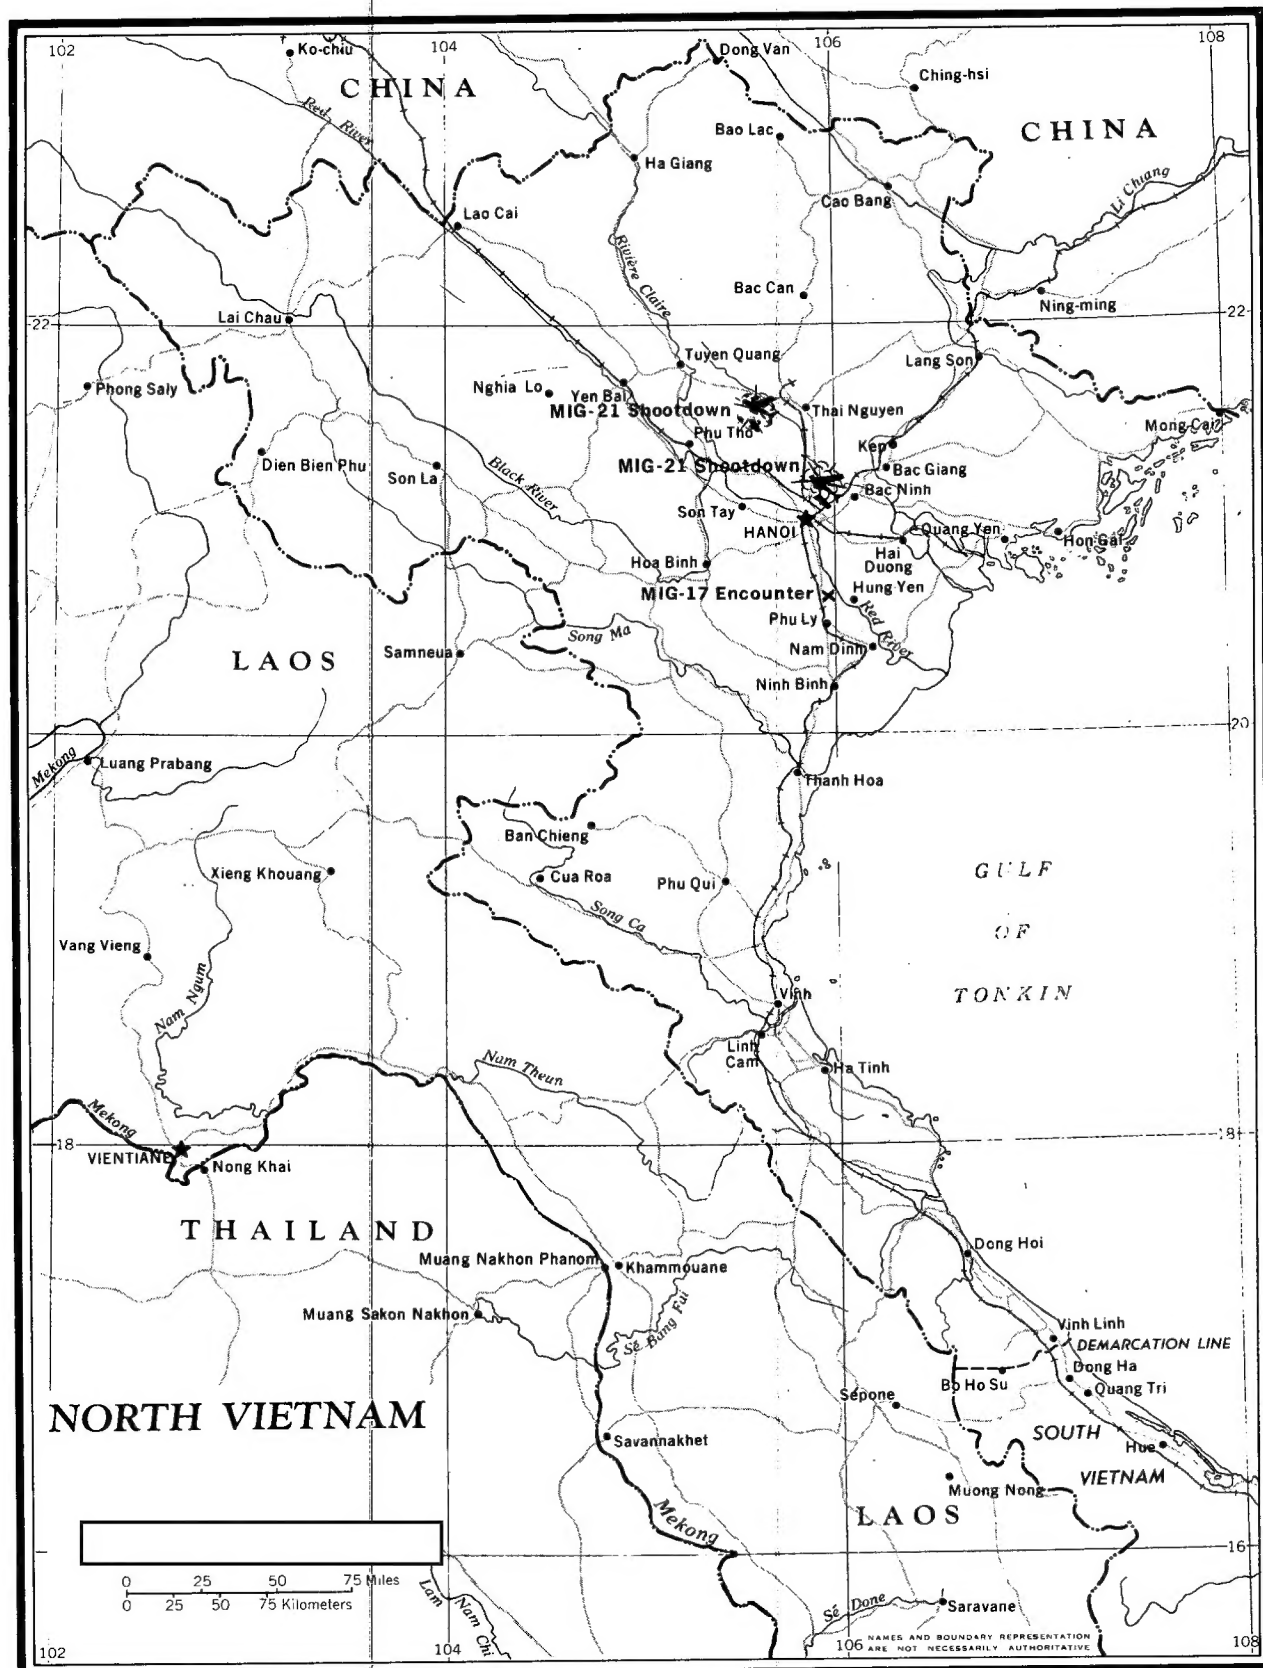 102
104
106
108
Ko-chiu
Dong Van
CHINA
Ching-hsi
Red River
Bao Lac
CHINA
Ha Giang
Li Chiang
Cao Bang
Lao Cai
Rivière Claire
Bac Can
Ning-ming
Lai Chau
22
22
Tuyen Quang
Lang Son
Phong Saly
Nghia Lo
Yen Bai
MIG-21 Shootdown
Thai Nguyen
Mong Cai
Phu Tho
Kep
Dien Bien Phu
Son La
Black River
MIG-21 Shootdown
Bac Giang
Bac Ninh
Son Tay
HANOI
Quang Yen
Hon Gai
Hai
Duong
Hoa Binh
MIG-17 Encounter
Hung Yen
Red River
Phu Ly
Song Ma
Nam Dinh
LAOS
Samneua
Ninh Binh
20
Mekong
Luang Prabang
Thanh Hoa
Ban Chieng
Xieng Khouang
Cua Roa
Phu Qui
GULF
OF
TONKIN
Song Ca
Vang Vieng
Nam Ngum
Vinh
Linh
Cam
Nam Theun
Ha Tinh
Mekong
18
18
VIENTIANE
Nong Khai
THAILAND
Dong Hoi
Muang Nakhon Phanom
Khammouane
Muang Sakon Nakhon
Sé Bang Fui
Vinh Linh
DEMARCATION LINE
Dong Ha
Bo Ho Su
Quang Tri
Sépone
NORTH VIETNAM
SOUTH
VIETNAM
Hue
Savannakhet
Muong Nong
LAOS
Mekong
16
0 25 50 75 Miles
0 25 50 75 Kilometers
Lam
Nam Chi
Sé Done
Saravane
NAMES AND BOUNDARY REPRESENTATION
ARE NOT NECESSARILY AUTHORITATIVE
102
104
106
108